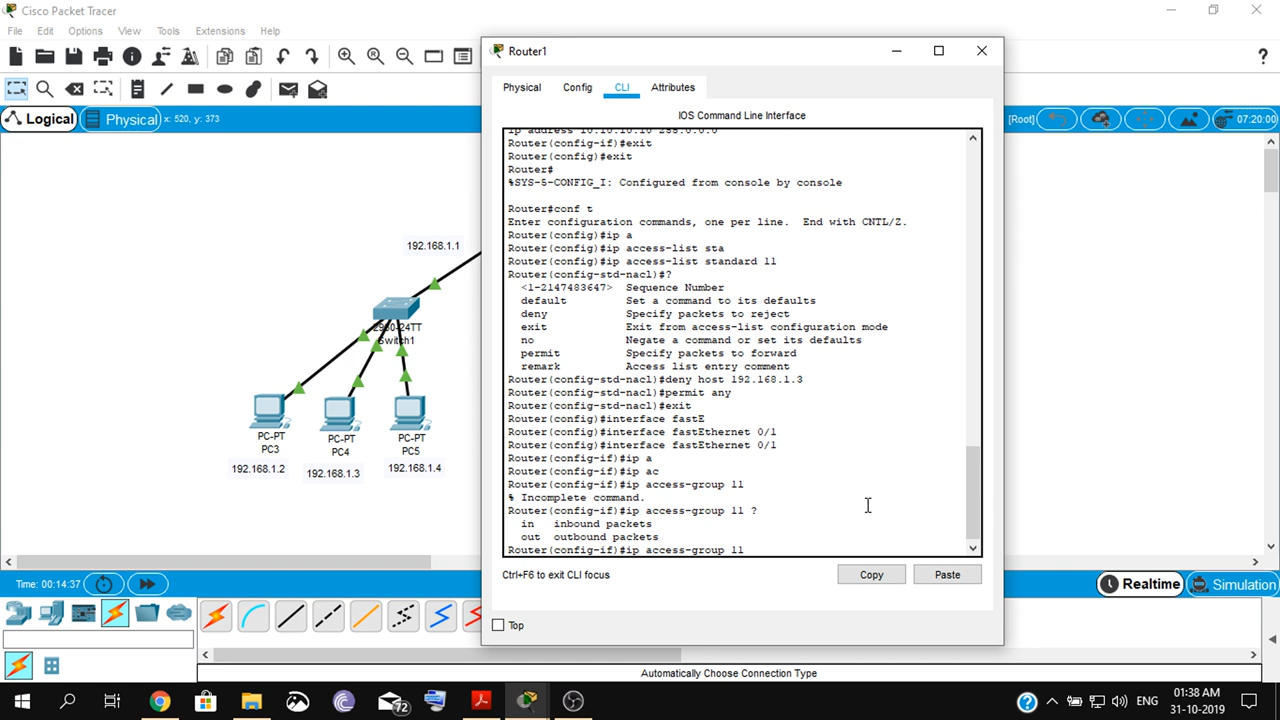 Cisco Packet Tracer
File Edit Options View Tools Extensions Help
?
Logical Physical x: 520, y: 373
[Root] 07:20:00
192.168.1.1
Switch1
PC-PT PC-PT PC-PT
PC3 PC4 PC5
192.168.1.2 192.168.1.3 192.168.1.4
Router1
Physical Config CLI Attributes
IOS Command Line Interface
ip address 10.10.10.10 255.0.0.0
Router(config-if)#exit
Router(config)#exit
Router#
%SYS-5-CONFIG_I: Configured from console by console
Router#conf t
Enter configuration commands, one per line. End with CNTL/Z.
Router(config)#ip a
Router(config)#ip access-list sta
Router(config)#ip access-list standard 11
Router(config-std-nacl)#?
<1-2147483647> Sequence Number
default Set a command to its defaults
deny Specify packets to reject
exit Exit from access-list configuration mode
no Negate a command or set its defaults
permit Specify packets to forward
remark Access list entry comment
Router(config-std-nacl)#deny host 192.168.1.3
Router(config-std-nacl)#permit any
Router(config-std-nacl)#exit
Router(config)#interface fastE
Router(config)#interface fastEthernet 0/1
Router(config)#interface fastEthernet 0/1
Router(config-if)#ip a
Router(config-if)#ip ac
Router(config-if)#ip access-group 11
% Incomplete command.
Router(config-if)#ip access-group 11 ?
in inbound packets
out outbound packets
Router(config-if)#ip access-group 11
Ctrl+F6 to exit CLI focus
Copy Paste
Top
Time: 00:14:37
Realtime Simulation
Automatically Choose Connection Type
72
ENG
01:38 AM
31-10-2019